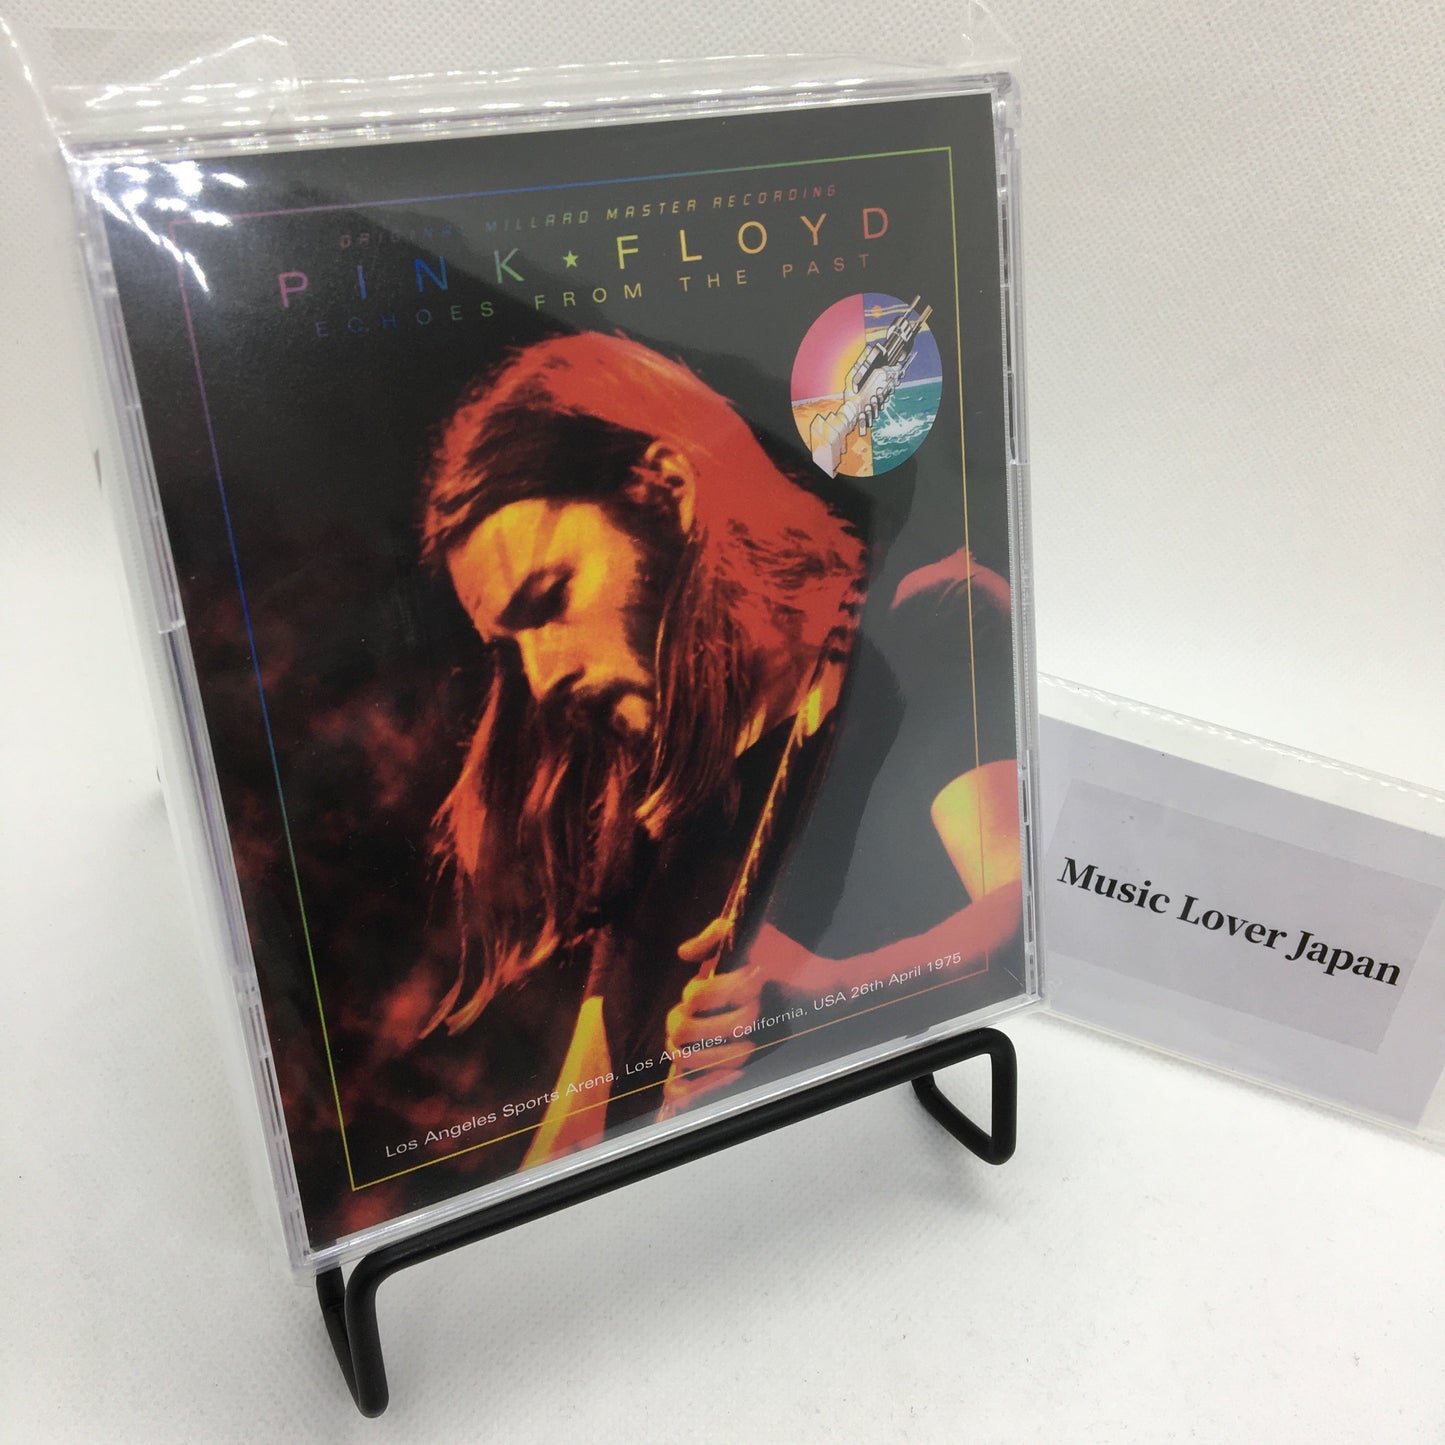 ORIGINAL MILLARD MASTER RECORDING
PINK★FLOYD
ECHOES FROM THE PAST
Los Angeles Sports Arena, Los Angeles, California, USA 26th April 1975
Music Lover Japan